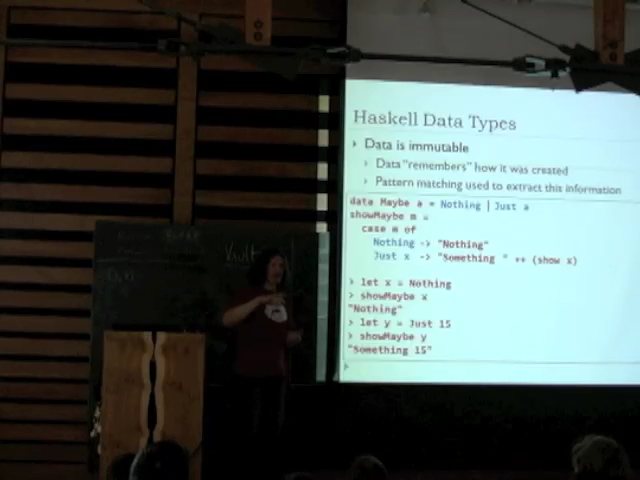 Haskell Data Types
Data is immutable
Data "remembers" how it was created
Pattern matching used to extract this information
data Maybe a = Nothing | Just a
showMaybe m =
case m of
Nothing -> "Nothing"
Just x -> "Something " ++ (show x)
> let x = Nothing
> showMaybe x
"Nothing"
> let y = Just 15
> showMaybe y
"Something 15"
>
Vault